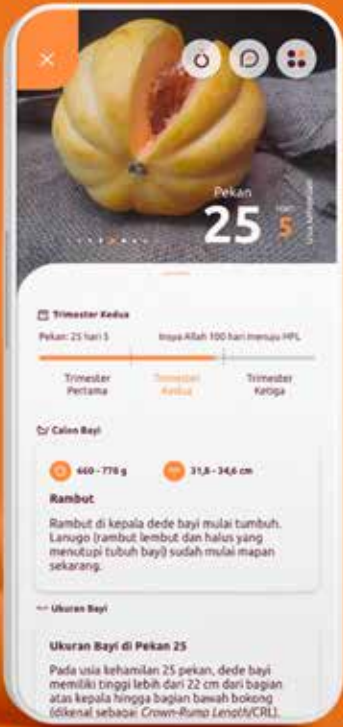 Pekan
25
5
Trimester Kedua
Pekan: 25 hari 5
Insya Allah 100 hari menuju HPL
Trimester Pertama
Trimester Kedua
Trimester Ketiga
Calon Bayi
660 - 778 g
31,8 - 34,6 cm
Rambut
Rambut di kepala dede bayi mulai tumbuh.
Lanugo (rambut lembut dan halus yang
menutupi tubuh bayi) sudah mulai mapan
sekarang.
Ukuran Bayi
Ukuran Bayi di Pekan 25
Pada usia kehamilan 25 pekan, dede bayi
memiliki tinggi lebih dari 22 cm dari bagian
atas kepala hingga bagian bawah bokong
(dikenal sebagai Crown-Rump Length/CRL).